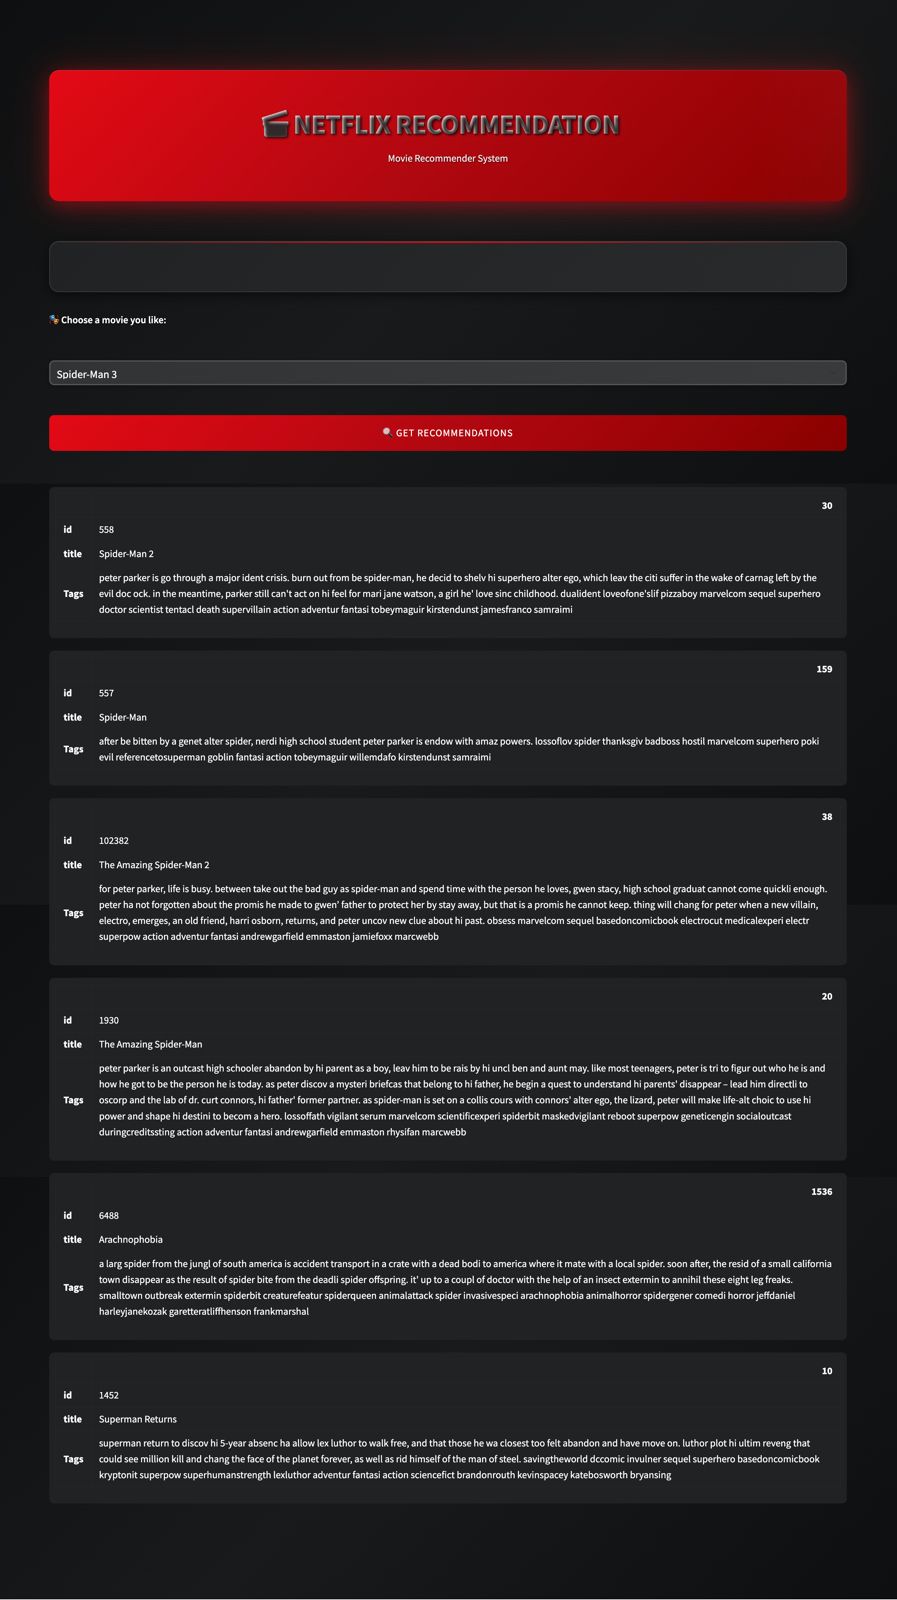 🎬 NETFLIX RECOMMENDATION
Movie Recommender System
🎭 Choose a movie you like:
Spider-Man 3
🔍 GET RECOMMENDATIONS
30
id 558
title Spider-Man 2
peter parker is go through a major ident crisis. burn out from be spider-man, he decid to shelv hi superhero alter ego, which leav the citi suffer in the wake of carnag left by the
Tags evil doc ock. in the meantime, parker still can't act on hi feel for mari jane watson, a girl he' love sinc childhood. dualident loveofone'slif pizzaboy marvelcom sequel superhero
doctor scientist tentacl death supervillain action adventur fantasi tobeymaguir kirstendunst jamesfranco samraimi
159
id 557
title Spider-Man
Tags after be bitten by a genet alter spider, nerdi high school student peter parker is endow with amaz powers. lossoflov spider thanksgiv badboss hostil marvelcom superhero poki
evil referencetosuperman goblin fantasi action tobeymaguir willemdafo kirstendunst samraimi
38
id 102382
title The Amazing Spider-Man 2
for peter parker, life is busy. between take out the bad guy as spider-man and spend time with the person he loves, gwen stacy, high school graduat cannot come quickli enough.
peter ha not forgotten about the promis he made to gwen' father to protect her by stay away, but that is a promis he cannot keep. thing will chang for peter when a new villain,
Tags electro, emerges, an old friend, harri osborn, returns, and peter uncov new clue about hi past. obsess marvelcom sequel basedoncomicbook electrocut medicalexperi electr
superpow action adventur fantasi andrewgarfield emmaston jamiefoxx marcwebb
20
id 1930
title The Amazing Spider-Man
peter parker is an outcast high schooler abandon by hi parent as a boy, leav him to be rais by hi uncl ben and aunt may. like most teenagers, peter is tri to figur out who he is and
how he got to be the person he is today. as peter discov a mysteri briefcas that belong to hi father, he begin a quest to understand hi parents' disappear – lead him directli to
Tags oscorp and the lab of dr. curt connors, hi father' former partner. as spider-man is set on a collis cours with connors' alter ego, the lizard, peter will make life-alt choic to use hi
power and shape hi destini to becom a hero. lossoffath vigilant serum marvelcom scientificexperi spiderbit maskedvigilant reboot superpow geneticengin socialoutcast
duringcreditssting action adventur fantasi andrewgarfield emmaston rhysifan marcwebb
1536
id 6488
title Arachnophobia
a larg spider from the jungl of south america is accident transport in a crate with a dead bodi to america where it mate with a local spider. soon after, the resid of a small california
town disappear as the result of spider bite from the deadli spider offspring. it' up to a coupl of doctor with the help of an insect extermin to annihil these eight leg freaks.
Tags smalltown outbreak extermin spiderbit creaturefeatur spiderqueen animalattack spider invasivespeci arachnophobia animalhorror spidergener comedi horror jeffdaniel
harleyjanekozak garetteratliffhenson frankmarshal
10
id 1452
title Superman Returns
superman return to discov hi 5-year absenc ha allow lex luthor to walk free, and that those he wa closest too felt abandon and have move on. luthor plot hi ultim reveng that
Tags could see million kill and chang the face of the planet forever, as well as rid himself of the man of steel. savingtheworld dccomic invulner sequel superhero basedoncomicbook
kryptonit superpow superhumanstrength lexluthor adventur fantasi action sciencefict brandonrouth kevinspacey katebosworth bryansing